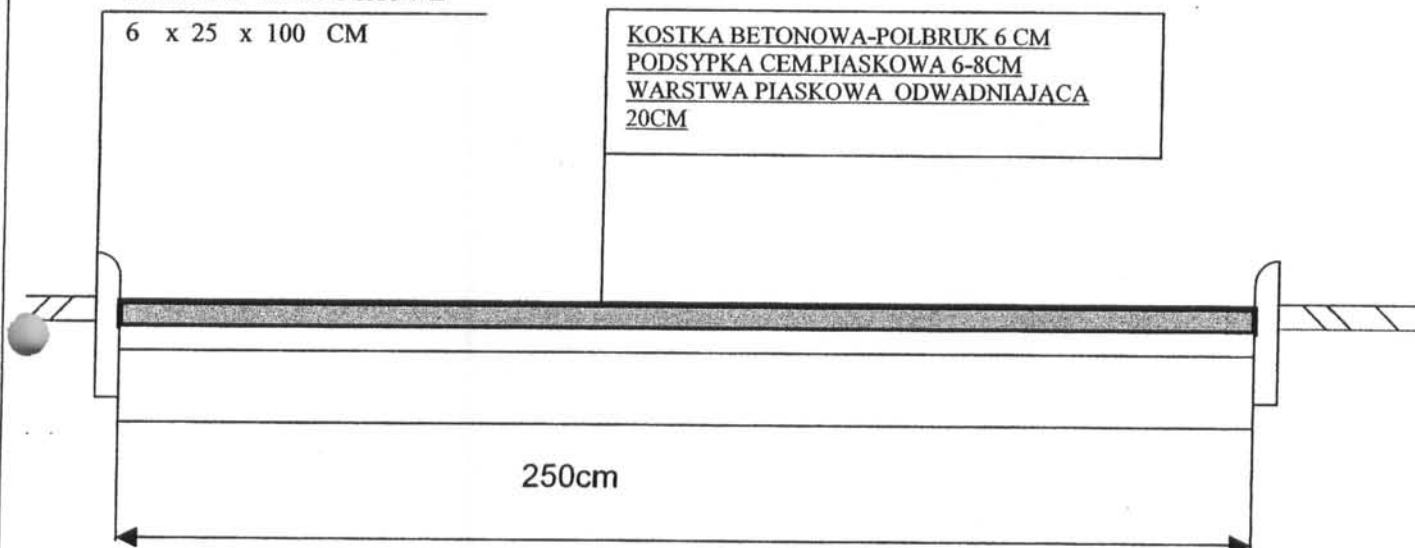 6 x 25 x 100 CM
KOSTKA BETONOWA-POLBRUK 6 CM
PODSYPKA CEM.PIASKOWA 6-8CM
WARSTWA PIASKOWA ODWADNIAJĄCA
20CM
250cm